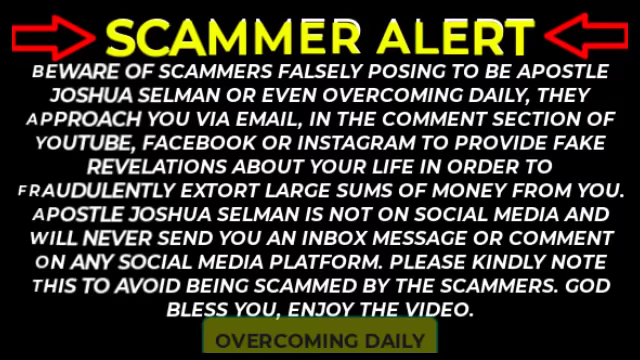 SCAMMER ALERT
BEWARE OF SCAMMERS FALSELY POSING TO BE APOSTLE
JOSHUA SELMAN OR EVEN OVERCOMING DAILY, THEY
APPROACH YOU VIA EMAIL, IN THE COMMENT SECTION OF
YOUTUBE, FACEBOOK OR INSTAGRAM TO PROVIDE FAKE
REVELATIONS ABOUT YOUR LIFE IN ORDER TO
FRAUDULENTLY EXTORT LARGE SUMS OF MONEY FROM YOU.
APOSTLE JOSHUA SELMAN IS NOT ON SOCIAL MEDIA AND
WILL NEVER SEND YOU AN INBOX MESSAGE OR COMMENT
ON ANY SOCIAL MEDIA PLATFORM. PLEASE KINDLY NOTE
THIS TO AVOID BEING SCAMMED BY THE SCAMMERS. GOD
BLESS YOU, ENJOY THE VIDEO.
OVERCOMING DAILY